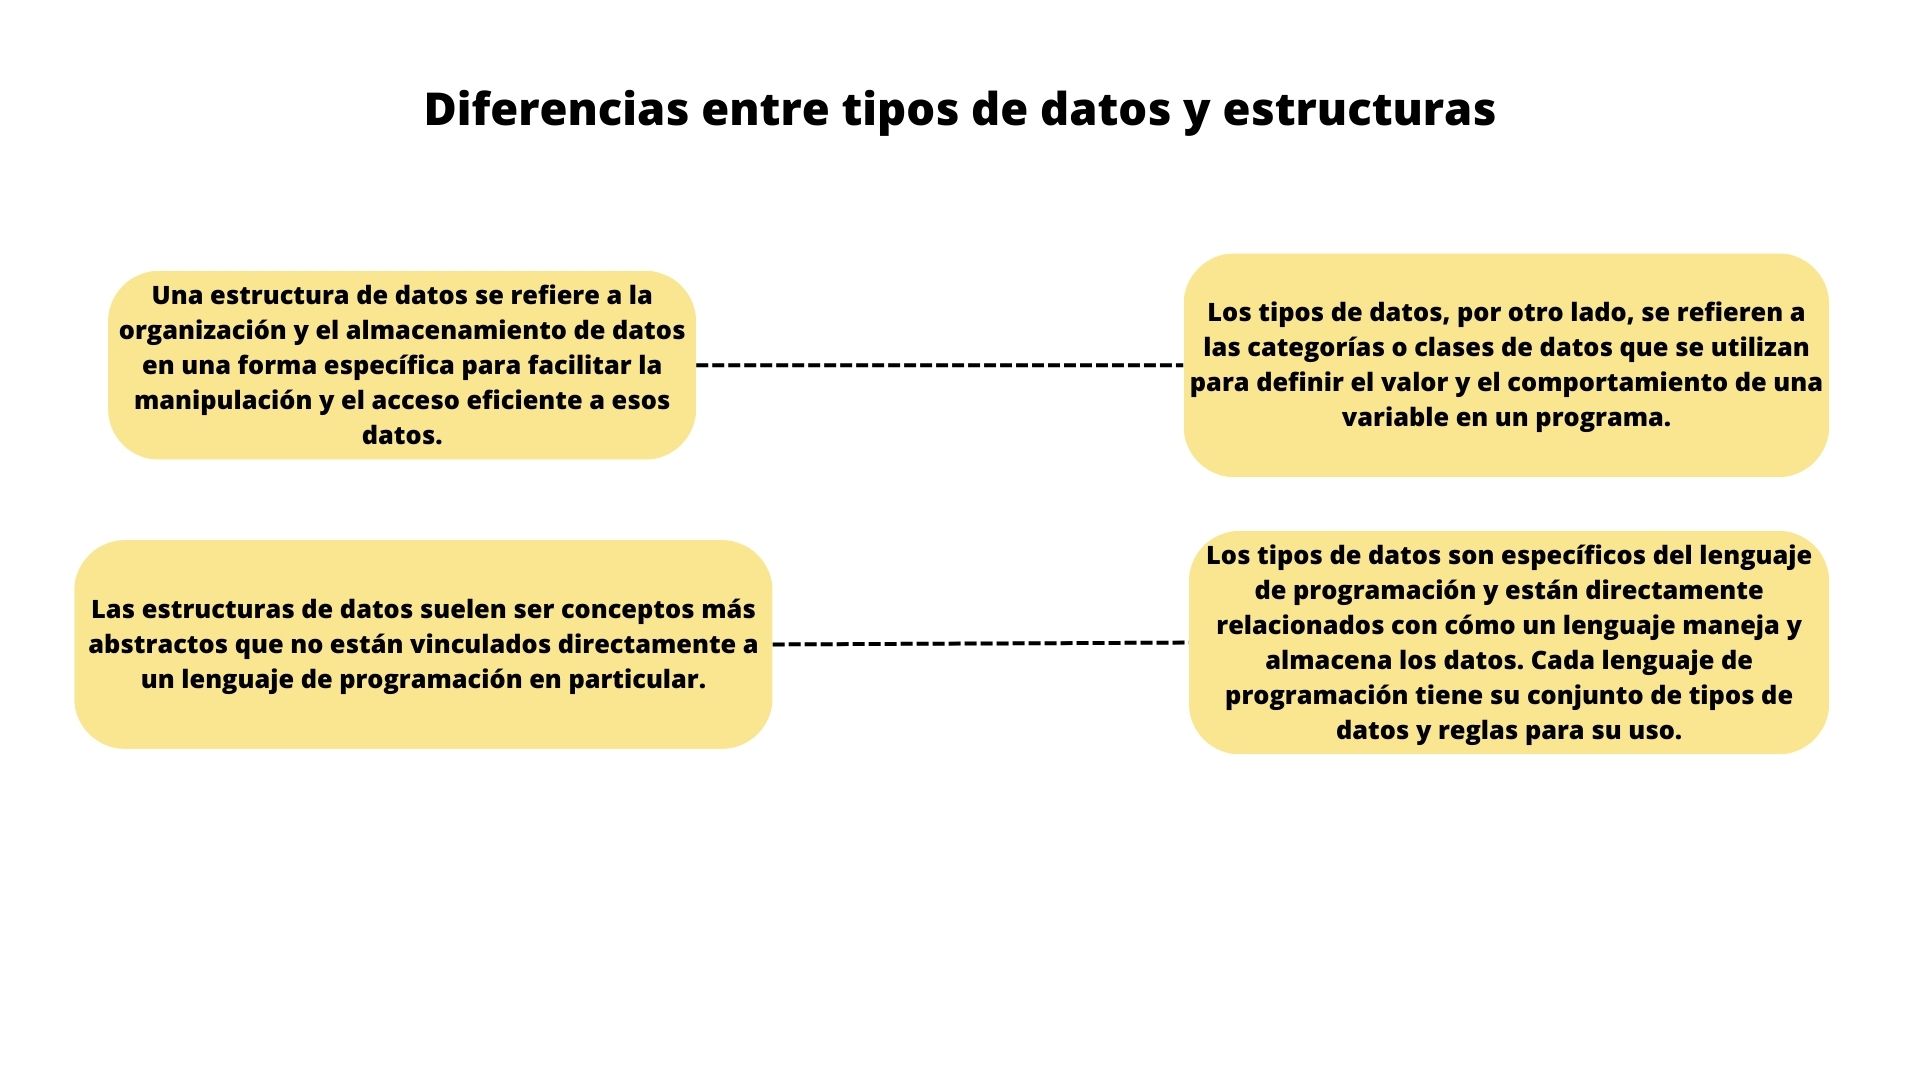 Diferencias entre tipos de datos y estructuras
Una estructura de datos se refiere a la
organización y el almacenamiento de datos
en una forma específica para facilitar la
manipulación y el acceso eficiente a esos
datos.
Los tipos de datos, por otro lado, se refieren a
las categorías o clases de datos que se utilizan
para definir el valor y el comportamiento de una
variable en un programa.
Las estructuras de datos suelen ser conceptos más
abstractos que no están vinculados directamente a
un lenguaje de programación en particular.
Los tipos de datos son específicos del lenguaje
de programación y están directamente
relacionados con cómo un lenguaje maneja y
almacena los datos. Cada lenguaje de
programación tiene su conjunto de tipos de
datos y reglas para su uso.